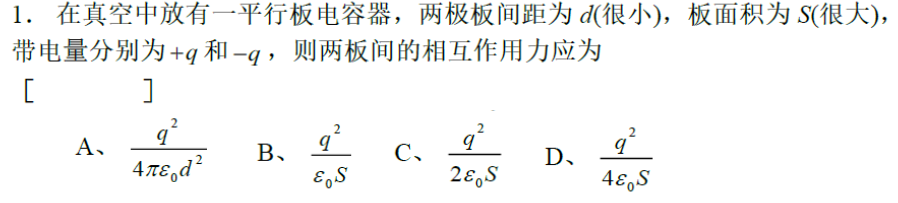 1. 在真空中放有一平行板电容器，两极板间距为 d(很小)，板面积为 S(很大)，
带电量分别为+q 和−q，则两板间的相互作用力应为
[ ]
A、 q²/4πε₀d² B、 q²/ε₀S C、 q²/2ε₀S D、 q²/4ε₀S